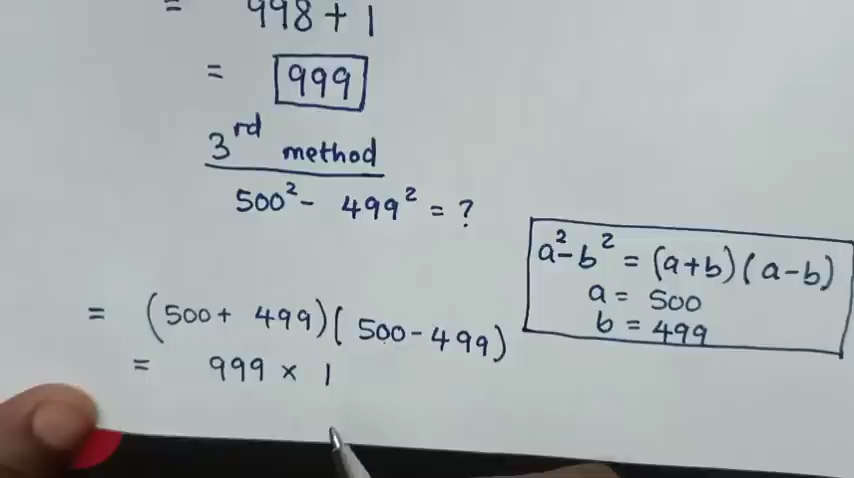 = 998 + 1
= 999
3rd method
500² - 499² = ?
a² - b² = (a+b)(a-b)
a = 500
b = 499
= (500 + 499)(500 - 499)
= 999 × 1